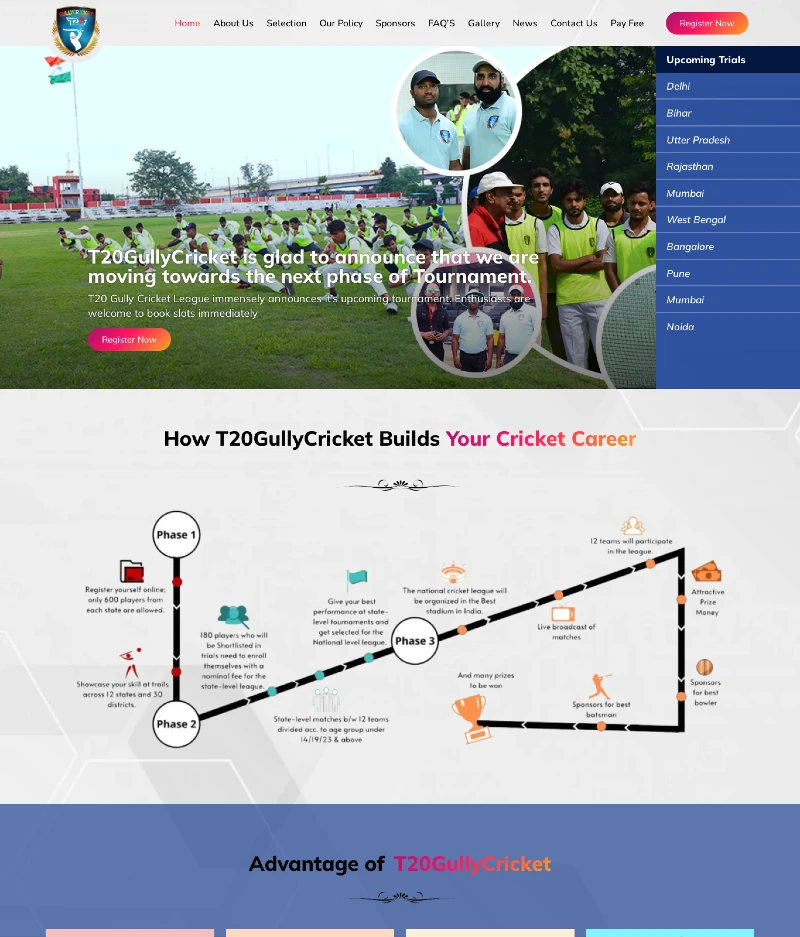 GULLYCRICKET
T20
Home About Us Selection Our Policy Sponsors FAQ'S Gallery News Contact Us Pay Fee Register Now
Upcoming Trials
Delhi
Bihar
Utter Pradesh
Rajasthan
Mumbai
West Bengal
Bangalore
Pune
Mumbai
Noida
T20GullyCricket is glad to announce that we are
moving towards the next phase of Tournament.
T20 Gully Cricket League immensely announces it's upcoming tournament. Enthusiasts are
welcome to book slots immediately
Register Now
How T20GullyCricket Builds Your Cricket Career
Phase 1
Register yourself online;
only 600 players from
each state are allowed.
Showcase your skill at trails
across 12 states and 30
districts.
Phase 2
180 players who will
be Shortlisted in
trials need to enroll
themselves with a
nominal fee for the
state-level league.
State-level matches b/w 12 teams
divided acc. to age group under
14/19/23 & above
Give your best
performance at state-
level tournaments and
get selected for the
National level league.
Phase 3
The national cricket league will
be organized in the Best
stadium in India.
Live broadcast of
matches
12 teams will participate
in the league.
Attractive
Prize
Money
Sponsors
for best
bowler
Sponsors for best
batsman
And many prizes
to be won
Advantage of T20GullyCricket